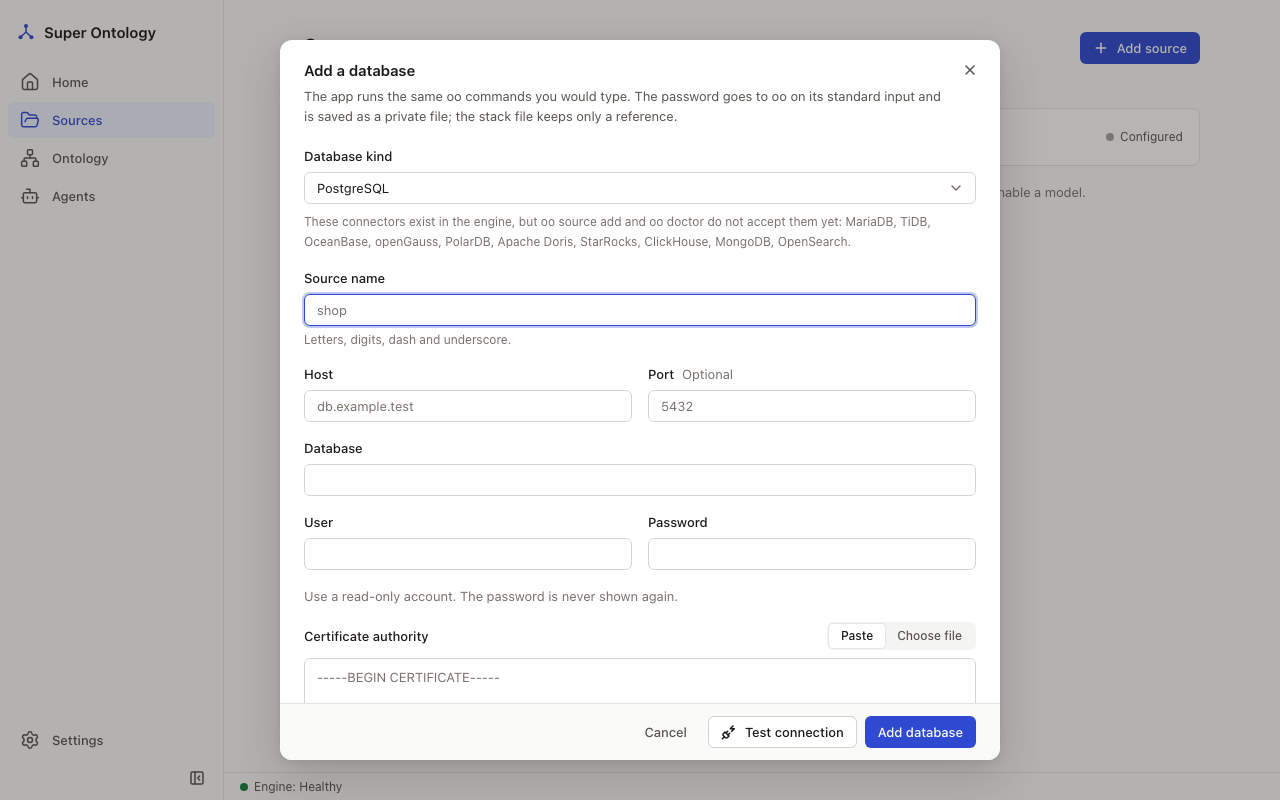 Super Ontology
Home
Sources
Ontology
Agents
Settings
Add source
Configured
nable a model.
Add a database
The app runs the same oo commands you would type. The password goes to oo on its standard input and
is saved as a private file; the stack file keeps only a reference.
Database kind
PostgreSQL
These connectors exist in the engine, but oo source add and oo doctor do not accept them yet: MariaDB, TiDB,
OceanBase, openGauss, PolarDB, Apache Doris, StarRocks, ClickHouse, MongoDB, OpenSearch.
Source name
shop
Letters, digits, dash and underscore.
Host
Port Optional
db.example.test
5432
Database
User
Password
Use a read-only account. The password is never shown again.
Certificate authority
Paste
Choose file
-----BEGIN CERTIFICATE-----
Cancel
Test connection
Add database
Engine: Healthy